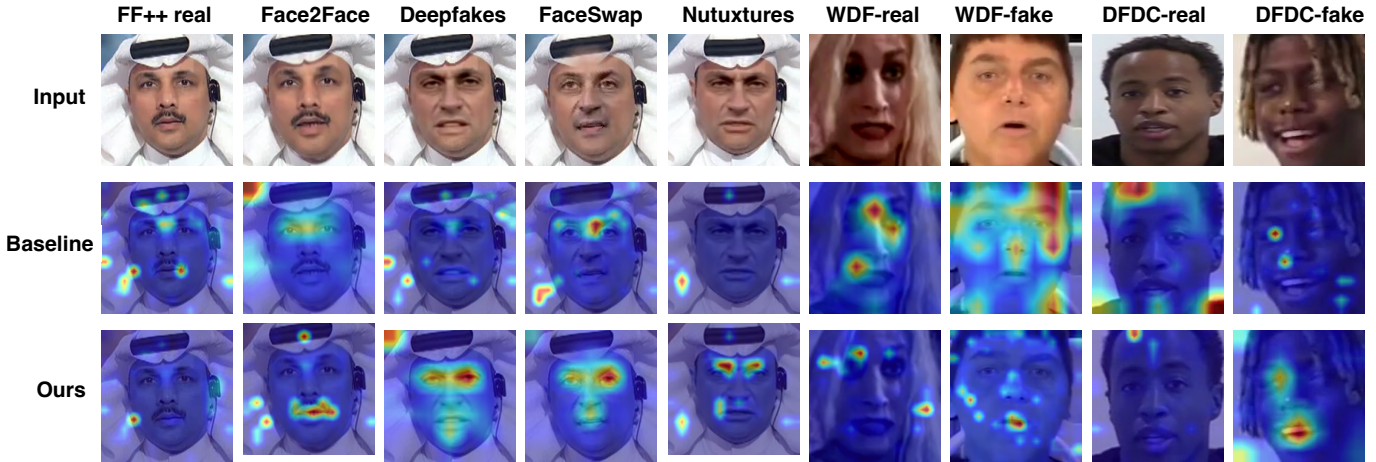 FF++ real Face2Face Deepfakes FaceSwap Nutuxtures WDF-real WDF-fake DFDC-real DFDC-fake
Input
Baseline
Ours